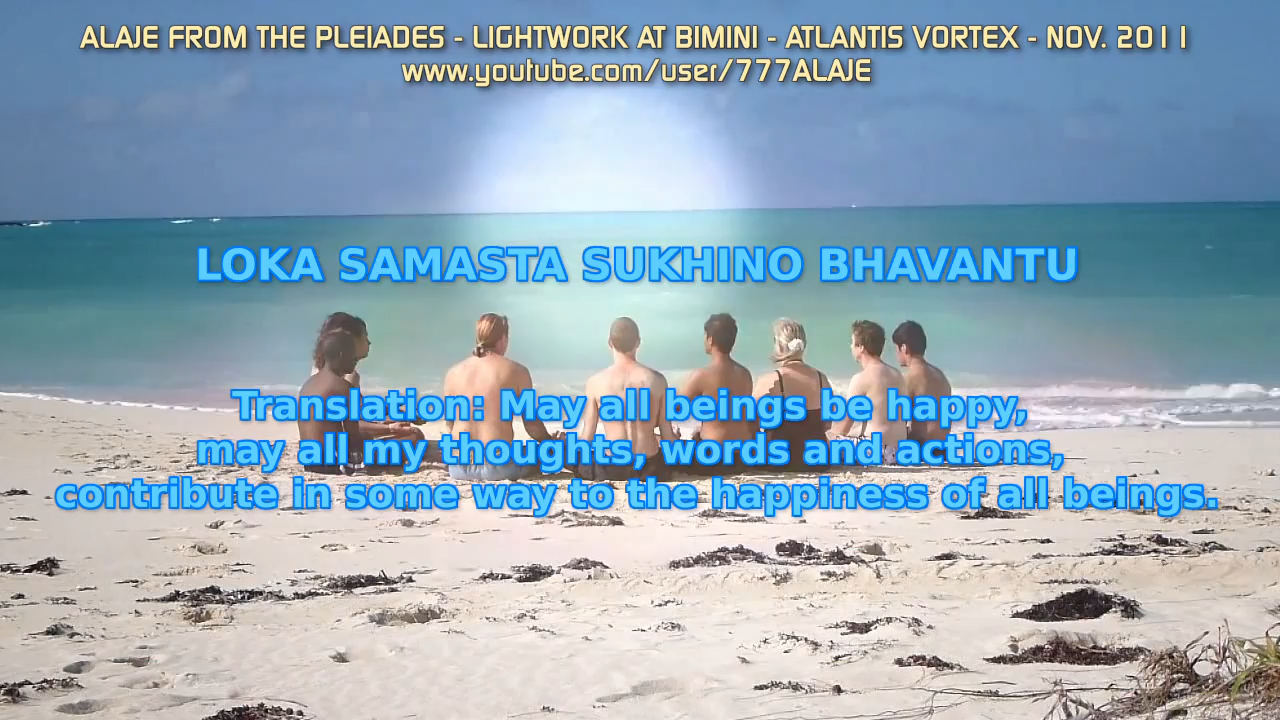 ALAJE FROM THE PLEIADES - LIGHTWORK AT BIMINI - ATLANTIS VORTEX - NOV. 2011
www.youtube.com/user/777ALAJE
LOKA SAMASTA SUKHINO BHAVANTU
Translation: May all beings be happy,
may all my thoughts, words and actions,
contribute in some way to the happiness of all beings.